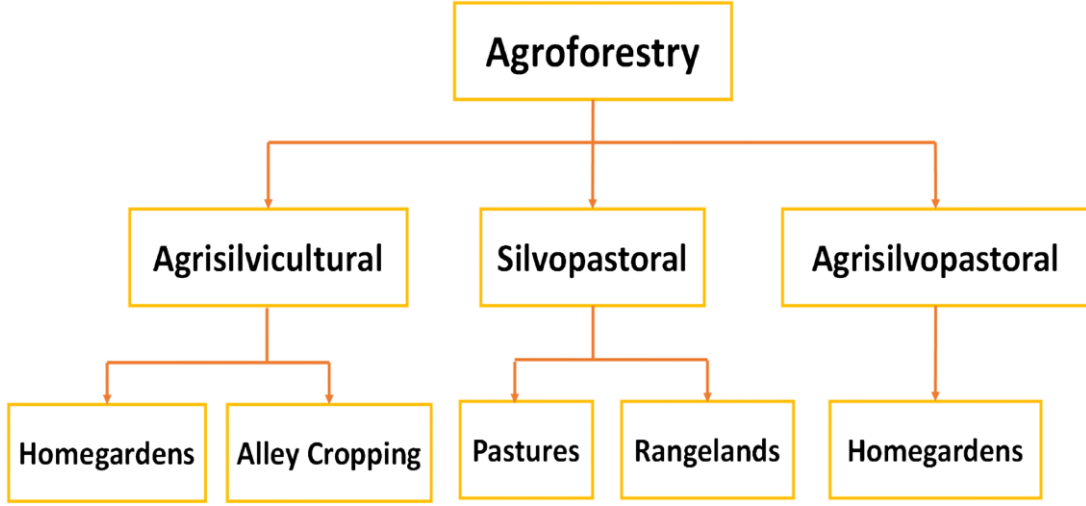 Agroforestry
Agrisilvicultural
Silvopastoral
Agrisilvopastoral
Homegardens
Alley Cropping
Pastures
Rangelands
Homegardens